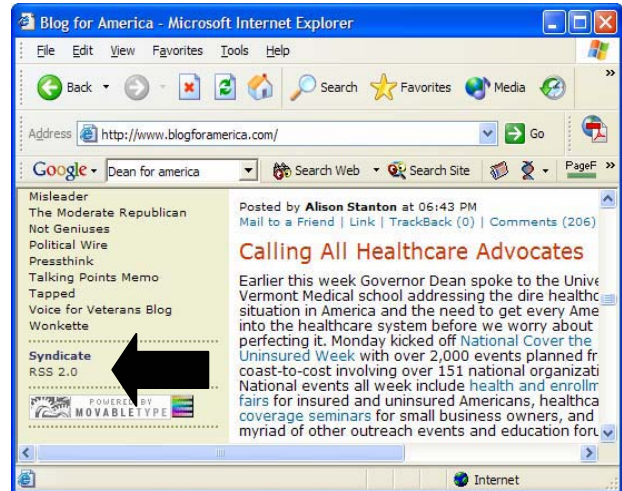 Blog for America - Microsoft Internet Explorer
File Edit View Favorites Tools Help
Back Search Favorites Media
Address http://www.blogforamerica.com/ Go
Google Dean for america Search Web Search Site PageF
Misleader
The Moderate Republican
Not Geniuses
Political Wire
Pressthink
Talking Points Memo
Tapped
Voice for Veterans Blog
Wonkette
Syndicate
RSS 2.0
POWERED BY
MOVABLETYPE
Posted by Alison Stanton at 06:43 PM
Mail to a Friend | Link | TrackBack (0) | Comments (206)
Calling All Healthcare Advocates
Earlier this week Governor Dean spoke to the Unive
Vermont Medical school addressing the dire healthc
situation in America and the need to get every Ame
into the healthcare system before we worry about
perfecting it. Monday kicked off National Cover the
Uninsured Week with over 2,000 events planned fr
coast-to-cost involving over 151 national organizati
National events all week include health and enrollm
fairs for insured and uninsured Americans, healthca
coverage seminars for small business owners, and
myriad of other outreach events and education foru
Internet